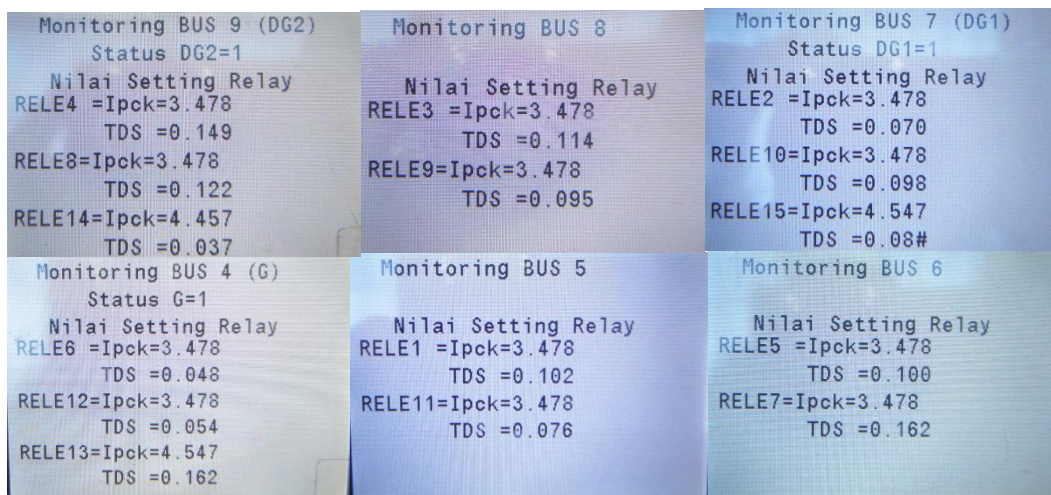 Monitoring BUS 9 (DG2)
Status DG2=1
Nilai Setting Relay
RELE4 =Ipck=3.478
TDS =0.149
RELE8=Ipck=3.478
TDS =0.122
RELE14=Ipck=4.457
TDS =0.037
Monitoring BUS 8
Nilai Setting Relay
RELE3 =Ipck=3.478
TDS =0.114
RELE9=Ipck=3.478
TDS =0.095
Monitoring BUS 7 (DG1)
Status DG1=1
Nilai Setting Relay
RELE2 =Ipck=3.478
TDS =0.070
RELE10=Ipck=3.478
TDS =0.098
RELE15=Ipck=4.547
TDS =0.08#
Monitoring BUS 4 (G)
Status G=1
Nilai Setting Relay
RELE6 =Ipck=3.478
TDS =0.048
RELE12=Ipck=3.478
TDS =0.054
RELE13=Ipck=4.547
TDS =0.162
Monitoring BUS 5
Nilai Setting Relay
RELE1 =Ipck=3.478
TDS =0.102
RELE11=Ipck=3.478
TDS =0.076
Monitoring BUS 6
Nilai Setting Relay
RELE5 =Ipck=3.478
TDS =0.100
RELE7=Ipck=3.478
TDS =0.162